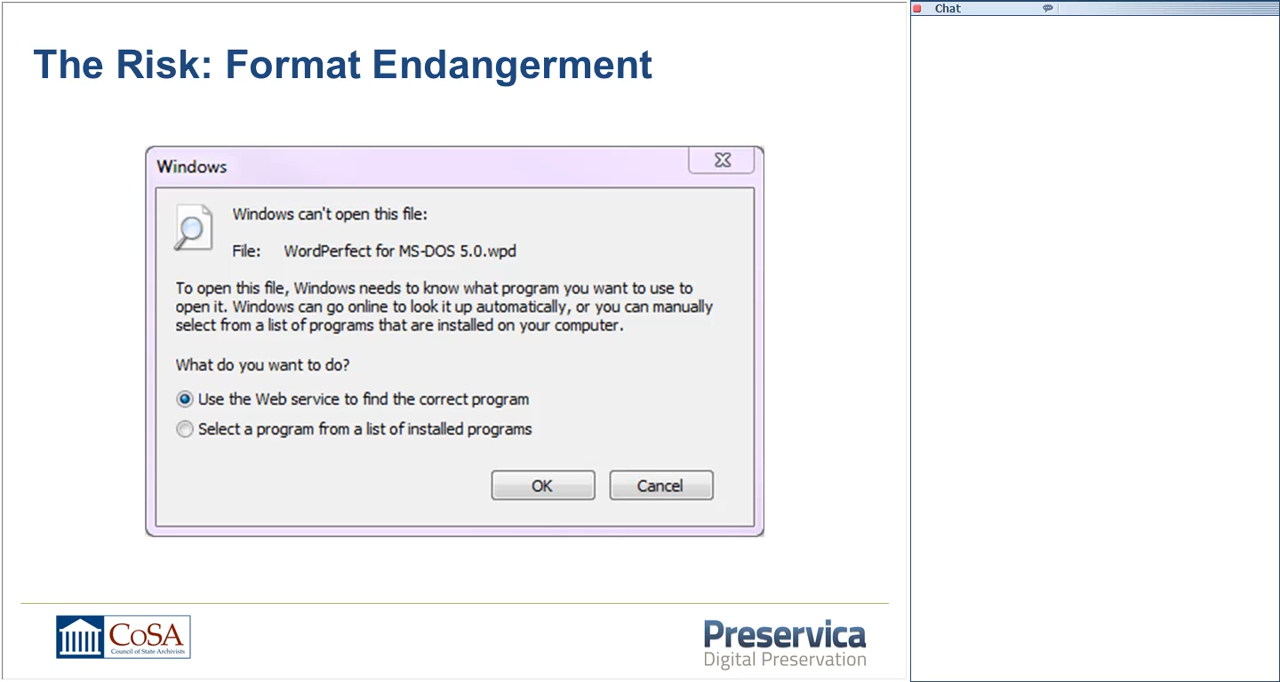 The Risk: Format Endangerment
Windows
Windows can't open this file:
File: WordPerfect for MS-DOS 5.0.wpd
To open this file, Windows needs to know what program you want to use to
open it. Windows can go online to look it up automatically, or you can manually
select from a list of programs that are installed on your computer.
What do you want to do?
Use the Web service to find the correct program
Select a program from a list of installed programs
OK Cancel
CoSA
Council of State Archivists
Preservica
Digital Preservation
Chat